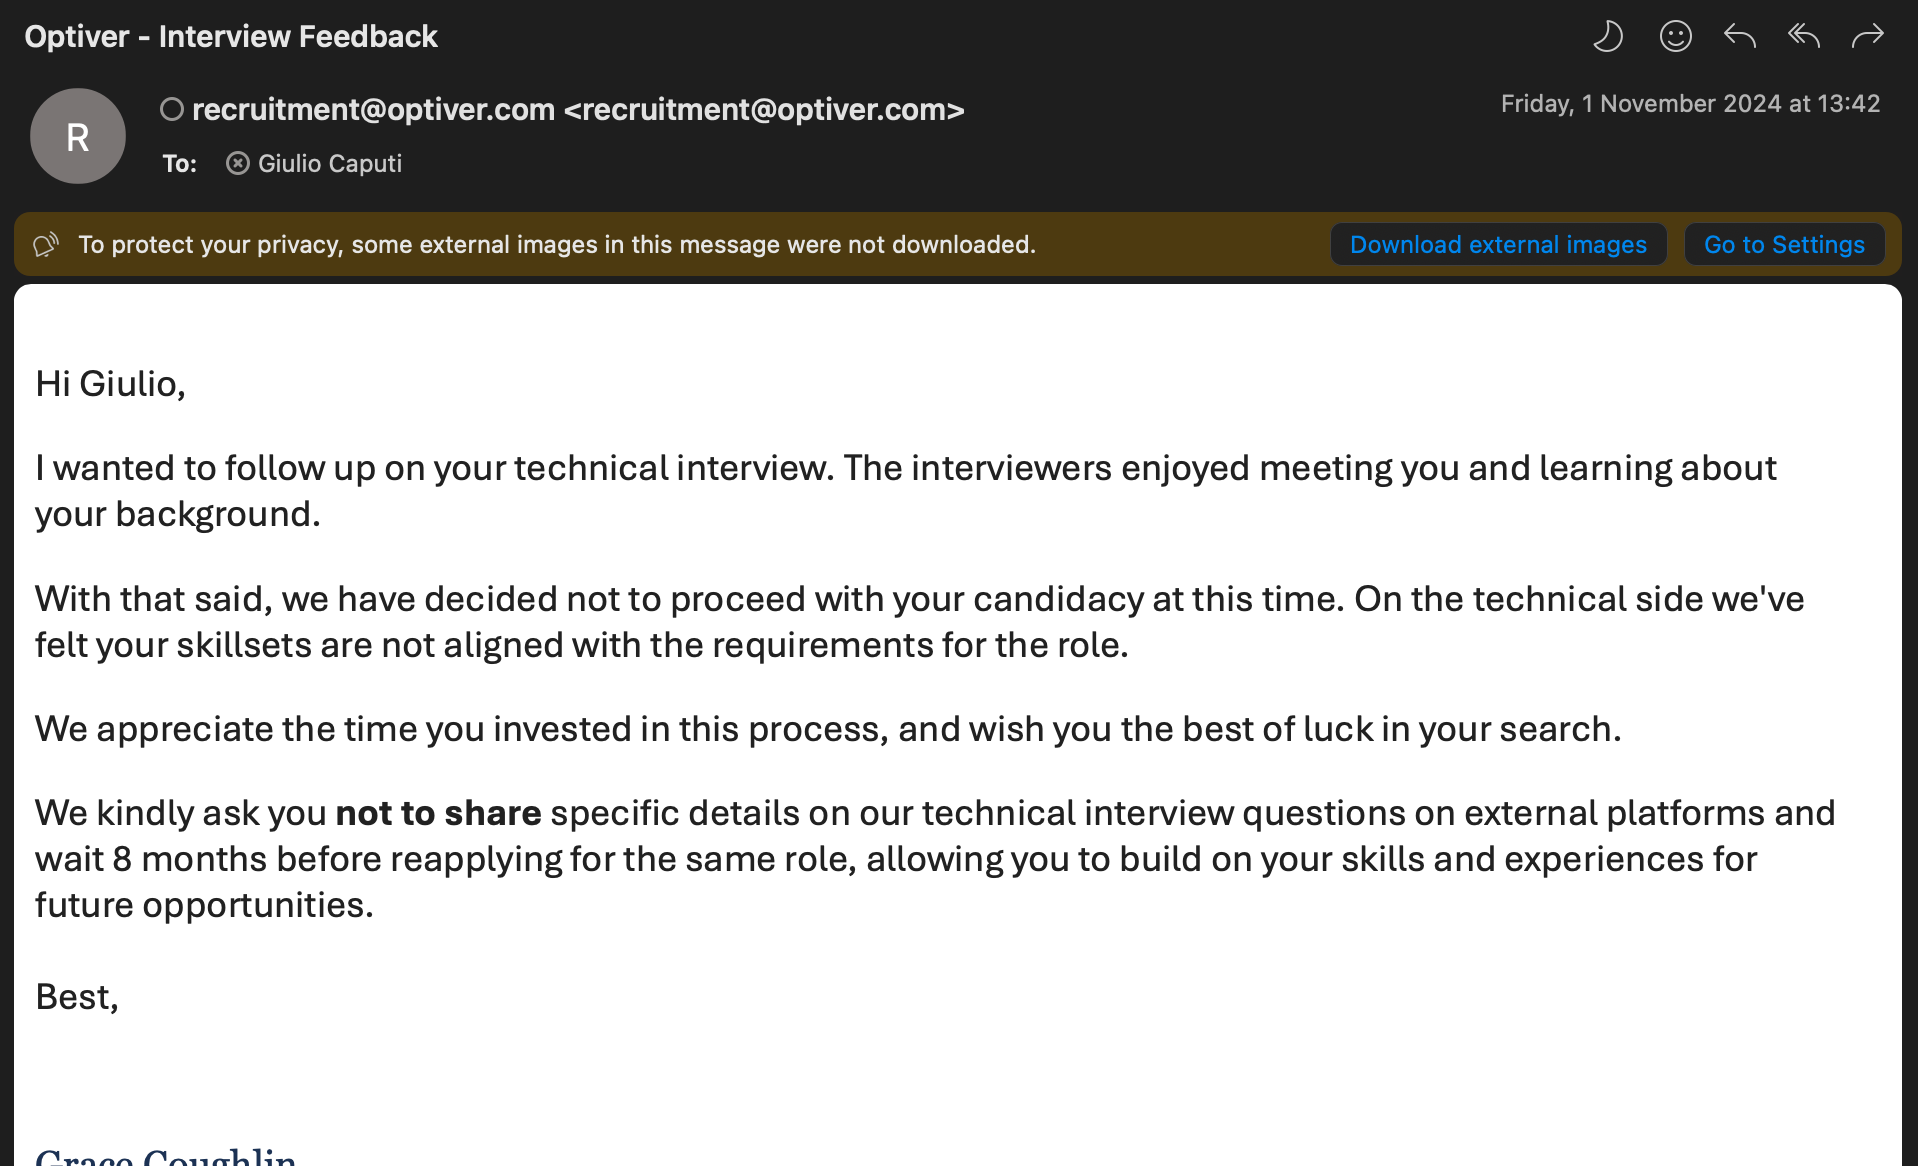 Optiver - Interview Feedback
R
recruitment@optiver.com <recruitment@optiver.com>
Friday, 1 November 2024 at 13:42
To: Giulio Caputi
To protect your privacy, some external images in this message were not downloaded.
Download external images
Go to Settings
Hi Giulio,
I wanted to follow up on your technical interview. The interviewers enjoyed meeting you and learning about
your background.
With that said, we have decided not to proceed with your candidacy at this time. On the technical side we've
felt your skillsets are not aligned with the requirements for the role.
We appreciate the time you invested in this process, and wish you the best of luck in your search.
We kindly ask you not to share specific details on our technical interview questions on external platforms and
wait 8 months before reapplying for the same role, allowing you to build on your skills and experiences for
future opportunities.
Best,
Grace Coughlin